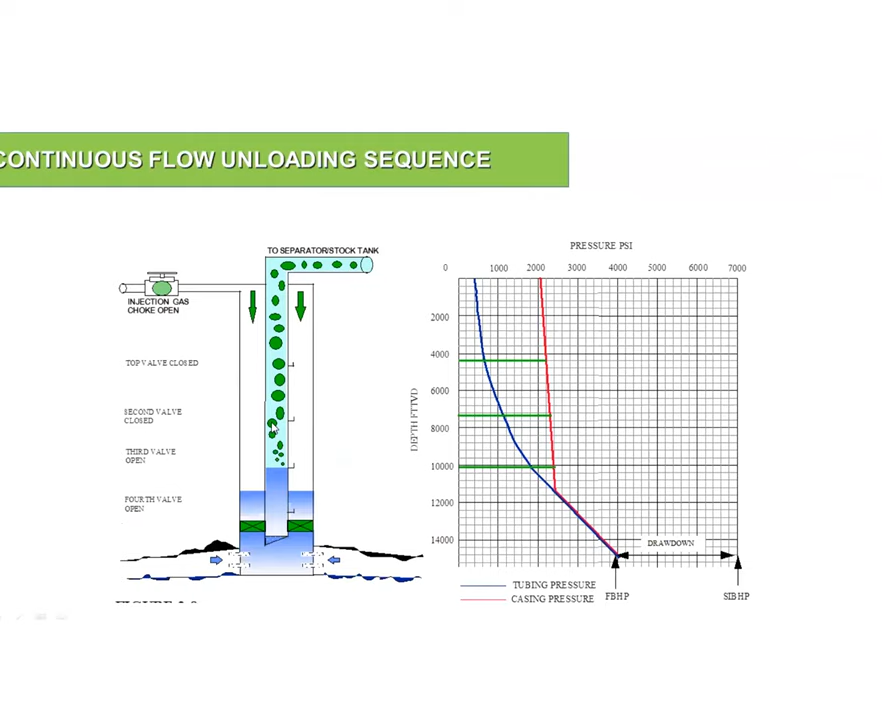 CONTINUOUS FLOW UNLOADING SEQUENCE
TO SEPARATOR/STOCK TANK
INJECTION GAS
CHOKE OPEN
TOP VALVE CLOSED
SECOND VALVE
CLOSED
THIRD VALVE
OPEN
FOURTH VALVE
OPEN
PRESSURE PSI
0 1000 2000 3000 4000 5000 6000 7000
2000
4000
6000
8000
10000
12000
14000
DEPTH FTTVD
DRAWDOWN
TUBING PRESSURE
CASING PRESSURE
FBHP
SIBHP